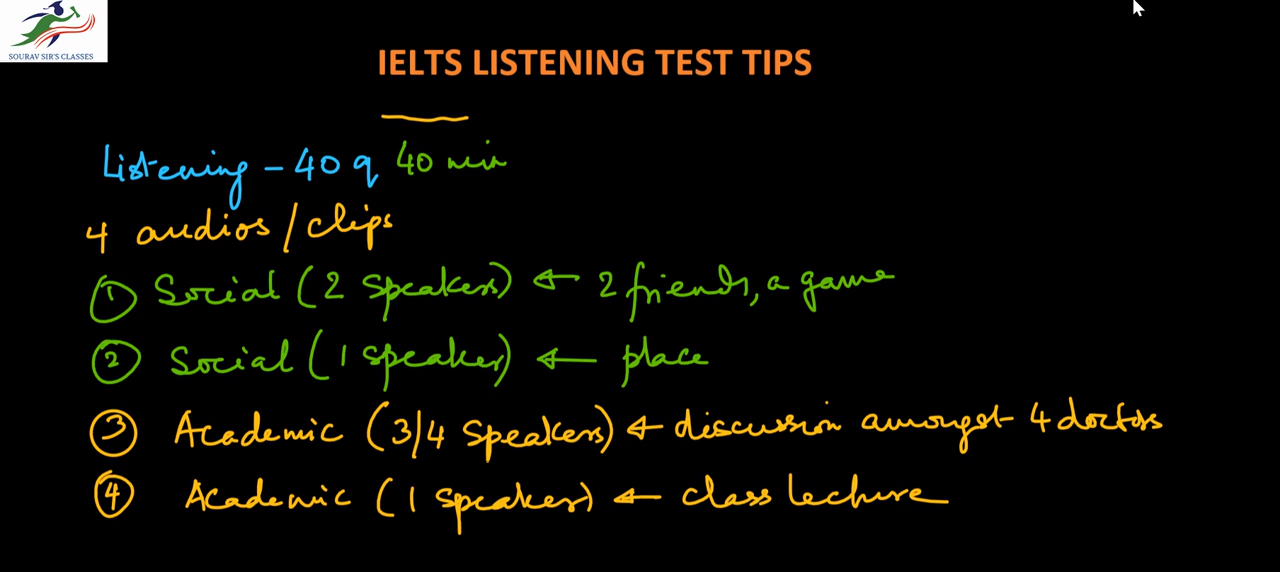 SOURAV SIR'S CLASSES
IELTS LISTENING TEST TIPS
Listening - 40 q 40 min
4 audios/clips
① Social (2 speakers) ← 2 friends, a game
② Social (1 speaker) ← place
③ Academic (3/4 speakers) ← discussion amongst 4 doctors
④ Academic (1 speaker) ← class lecture